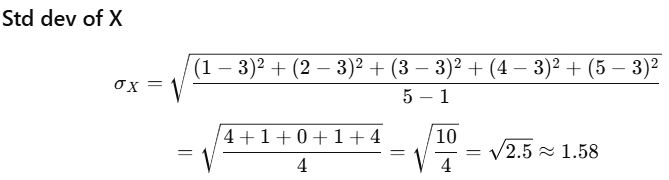 Std dev of X
σ_X = √((1 − 3)² + (2 − 3)² + (3 − 3)² + (4 − 3)² + (5 − 3)² / 5 − 1)
= √(4 + 1 + 0 + 1 + 4 / 4) = √(10 / 4) = √2.5 ≈ 1.58